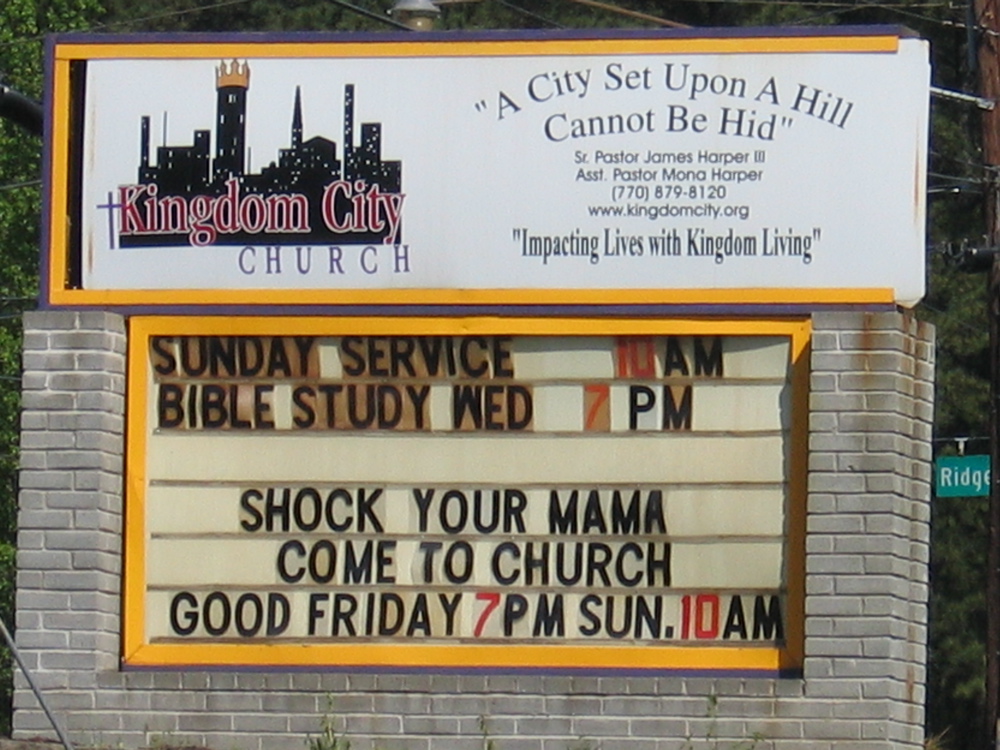 Kingdom City
CHURCH
"A City Set Upon A Hill
Cannot Be Hid"
Sr. Pastor James Harper III
Asst. Pastor Mona Harper
(770) 879-8120
www.kingdomcity.org
"Impacting Lives with Kingdom Living"
SUNDAY SERVICE 10 AM
BIBLE STUDY WED 7 PM
SHOCK YOUR MAMA
COME TO CHURCH
GOOD FRIDAY 7PM SUN. 10AM
Ridge